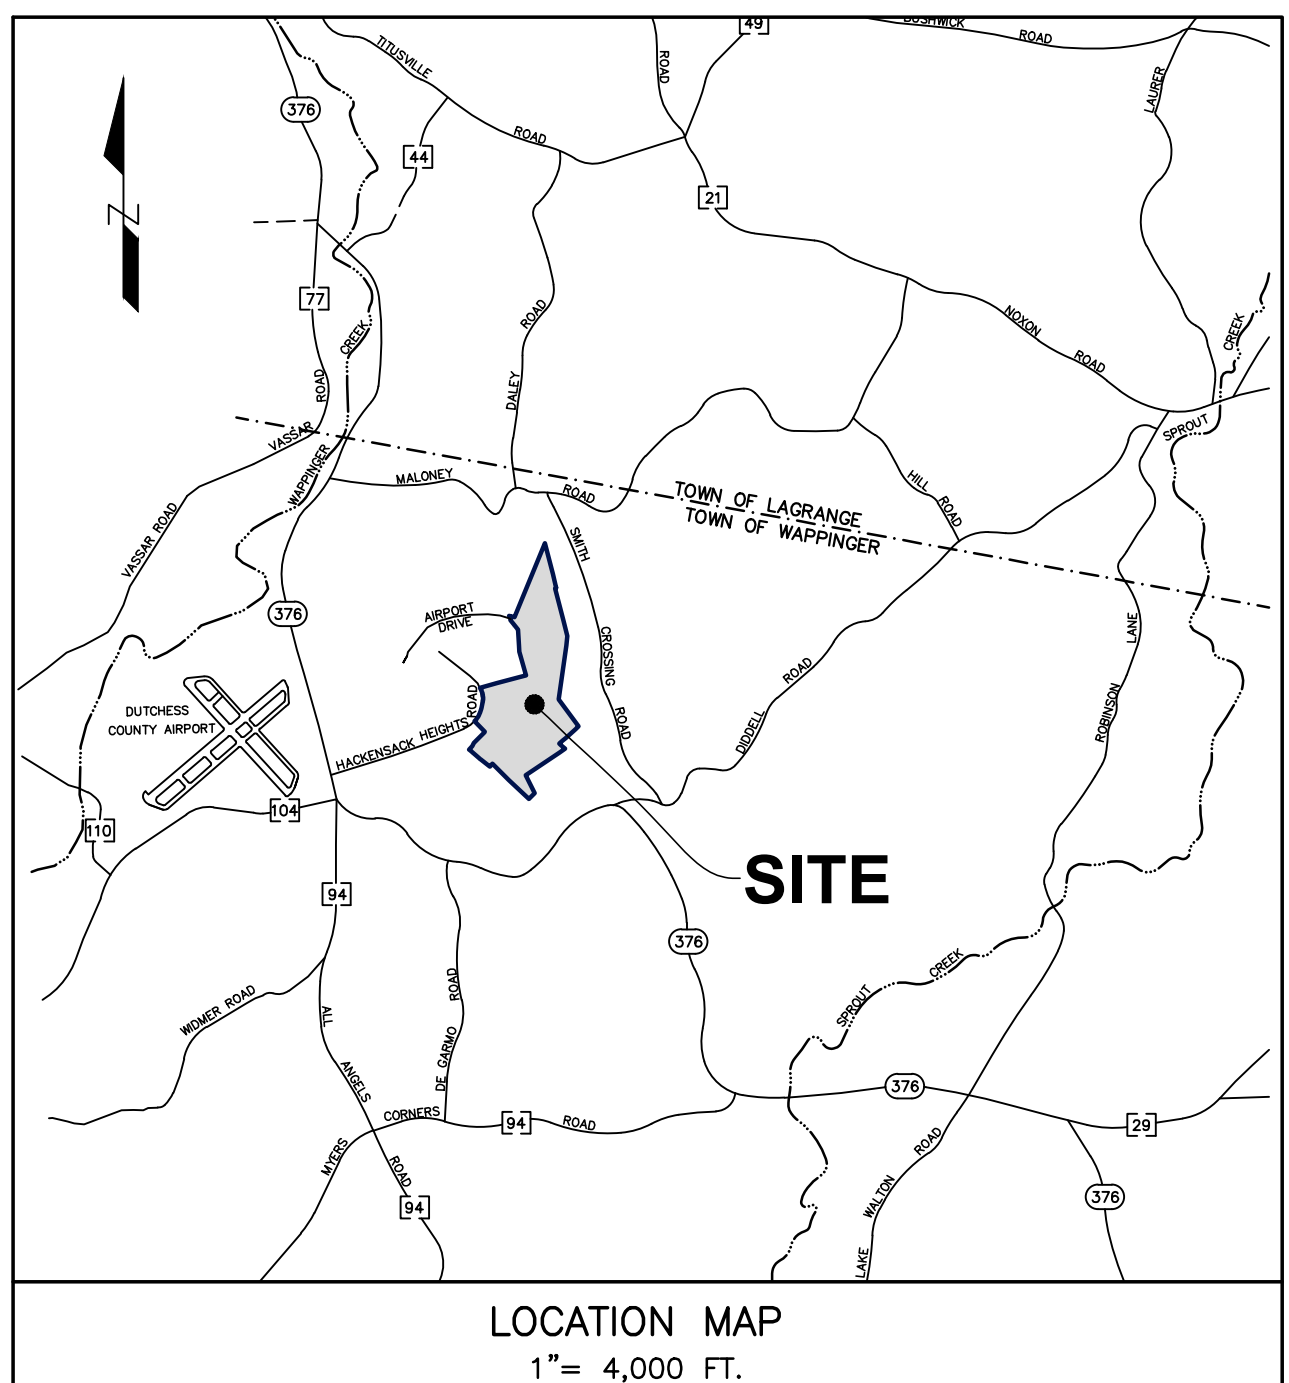 49
BUSHWICK
ROAD
TITUSVILLE
ROAD
ROAD
LAURER
376
44
21
N
77
ROAD
CREEK
ROAD
DALEY
NOXON
ROAD
CREEK
SPROUT
VASSAR
WAPPINGER
MALONEY
ROAD
HILL
ROAD
TOWN OF LAGRANGE
TOWN OF WAPPINGER
VASSAR ROAD
SMITH
CROSSING
ROAD
376
AIRPORT
DRIVE
LANE
ROBINSON
ROAD
DIDDELL
DUTCHESS
COUNTY AIRPORT
ROAD
HACKENSACK HEIGHTS
104
110
SITE
94
376
ROAD
DE GARMO
WIDMER ROAD
ALL
ANGELS
CREEK
SPROUT
376
CORNERS
94
ROAD
29
MYERS
ROAD
94
ROAD
WALTON
LAKE
376
LOCATION MAP
1"= 4,000 FT.